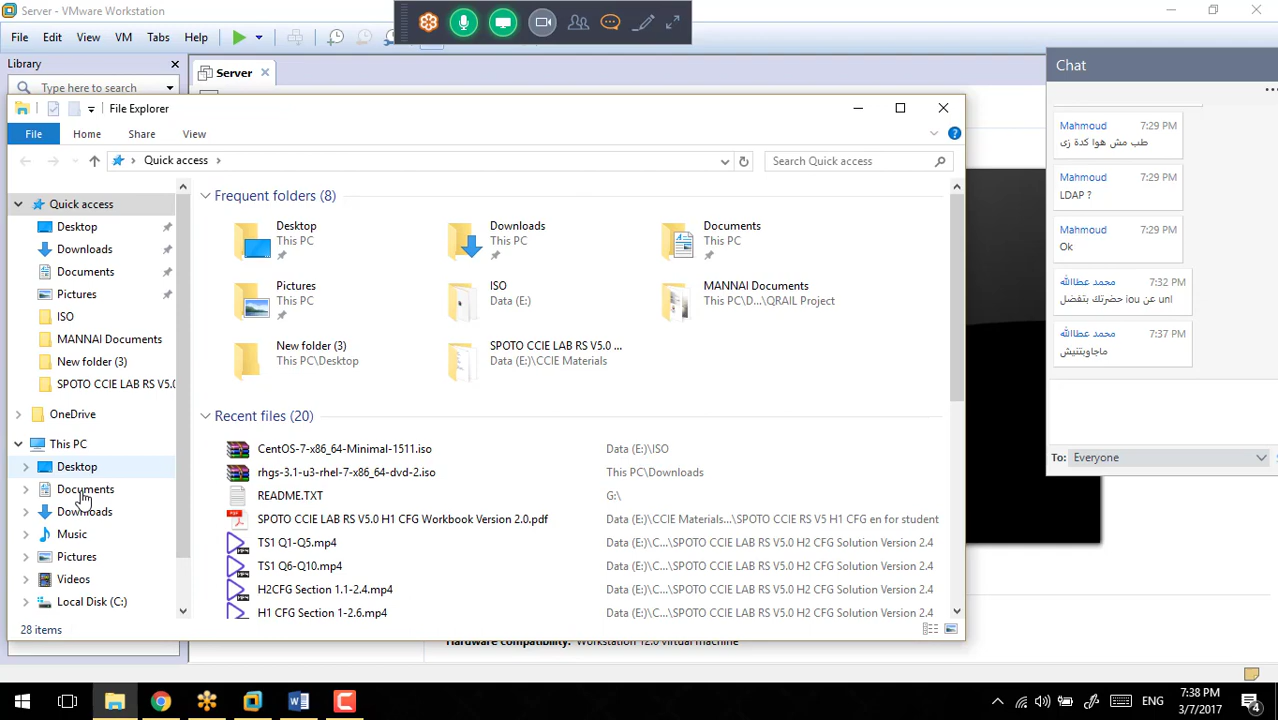 Server - VMware Workstation
File Edit View VM Tabs Help
Library
Server
Type here to search
File Explorer
File Home Share View
Quick access
Search Quick access
Quick access
Desktop
Downloads
Documents
Pictures
ISO
MANNAI Documents
New folder (3)
SPOTO CCIE LAB RS V5.0
OneDrive
This PC
Desktop
Documents
Downloads
Music
Pictures
Videos
Local Disk (C:)
Frequent folders (8)
Desktop
This PC
Downloads
This PC
Documents
This PC
Pictures
This PC
ISO
Data (E:)
MANNAI Documents
This PC\D...\QRAIL Project
New folder (3)
This PC\Desktop
SPOTO CCIE LAB RS V5.0 ...
Data (E:)\CCIE Materials
Recent files (20)
CentOS-7-x86_64-Minimal-1511.iso Data (E:)\ISO
rhgs-3.1-u3-rhel-7-x86_64-dvd-2.iso This PC\Downloads
README.TXT G:\
SPOTO CCIE LAB RS V5.0 H1 CFG Workbook Version 2.0.pdf Data (E:)\CCIE Materials...\SPOTO CCIE RS V5 H1 CFG en for student
TS1 Q1-Q5.mp4 Data (E:)\C...\SPOTO CCIE LAB RS V5.0 H2 CFG Solution Version 2.4
TS1 Q6-Q10.mp4 Data (E:)\C...\SPOTO CCIE LAB RS V5.0 H2 CFG Solution Version 2.4
H2CFG Section 1.1-2.4.mp4 Data (E:)\C...\SPOTO CCIE LAB RS V5.0 H2 CFG Solution Version 2.4
H1 CFG Section 1-2.6.mp4 Data (E:)\C...\SPOTO CCIE LAB RS V5.0 H2 CFG Solution Version 2.4
28 items
Hardware compatibility: Workstation 12.0 virtual machine
Chat
Mahmoud 7:29 PM
طب مش هوا كدة زى
Mahmoud 7:29 PM
LDAP ?
Mahmoud 7:29 PM
Ok
محمد عطاالله 7:32 PM
حضرتك بتفضل iou عن unl
محمد عطاالله 7:37 PM
ماجاوبتنيش
To: Everyone
ENG
7:38 PM
3/7/2017
4